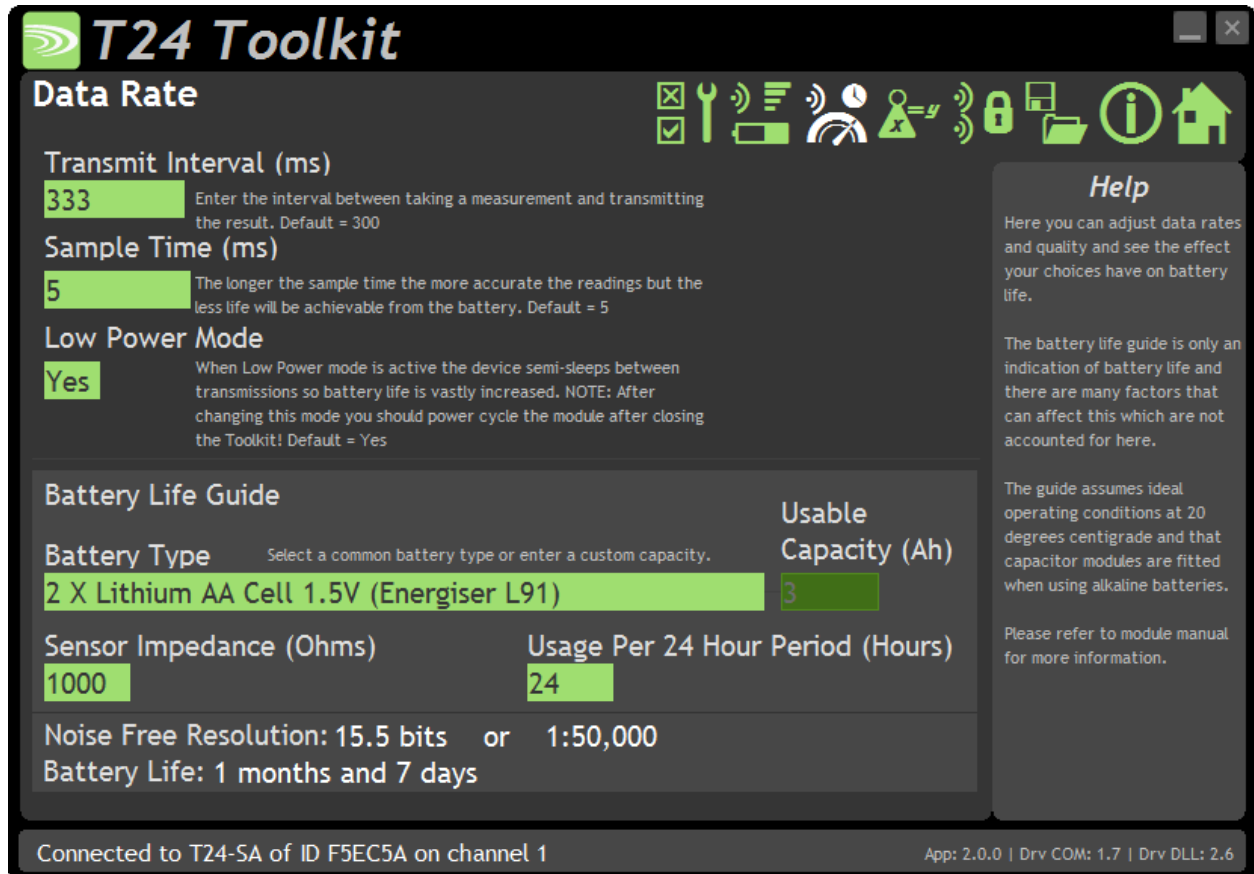 T24 Toolkit
Data Rate
x=y
Transmit Interval (ms)
333
Enter the interval between taking a measurement and transmitting
the result. Default = 300
Sample Time (ms)
5
The longer the sample time the more accurate the readings but the
less life will be achievable from the battery. Default = 5
Low Power Mode
Yes
When Low Power mode is active the device semi-sleeps between
transmissions so battery life is vastly increased. NOTE: After
changing this mode you should power cycle the module after closing
the Toolkit! Default = Yes
Battery Life Guide
Usable
Capacity (Ah)
Battery Type
Select a common battery type or enter a custom capacity.
2 X Lithium AA Cell 1.5V (Energiser L91)
3
Sensor Impedance (Ohms)
Usage Per 24 Hour Period (Hours)
1000
24
Noise Free Resolution: 15.5 bits or 1:50,000
Battery Life: 1 months and 7 days
Help
Here you can adjust data rates
and quality and see the effect
your choices have on battery
life.
The battery life guide is only an
indication of battery life and
there are many factors that
can affect this which are not
accounted for here.
The guide assumes ideal
operating conditions at 20
degrees centigrade and that
capacitor modules are fitted
when using alkaline batteries.
Please refer to module manual
for more information.
Connected to T24-SA of ID F5EC5A on channel 1
App: 2.0.0 | Drv COM: 1.7 | Drv DLL: 2.6